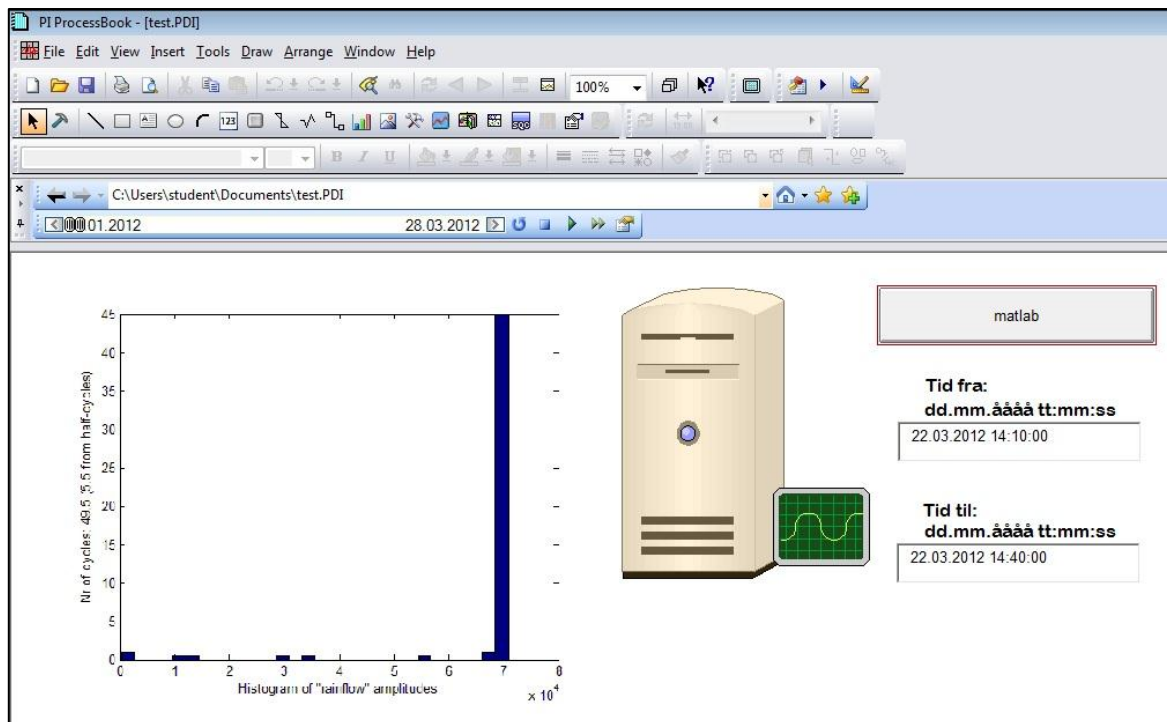 PI ProcessBook - [test.PDI]
File Edit View Insert Tools Draw Arrange Window Help
100%
123
B I U
C:\Users\student\Documents\test.PDI
01.2012 28.03.2012
matlab
Tid fra:
dd.mm.åååå tt:mm:ss
22.03.2012 14:10:00
Tid til:
dd.mm.åååå tt:mm:ss
22.03.2012 14:40:00
Nr of cycles: 49.5 (5.5 from half-cycles)
45
40
35
30
25
20
15
10
5
0
0 1 2 3 4 5 6 7 8
x 10^4
Histogram of "rainflow" amplitudes